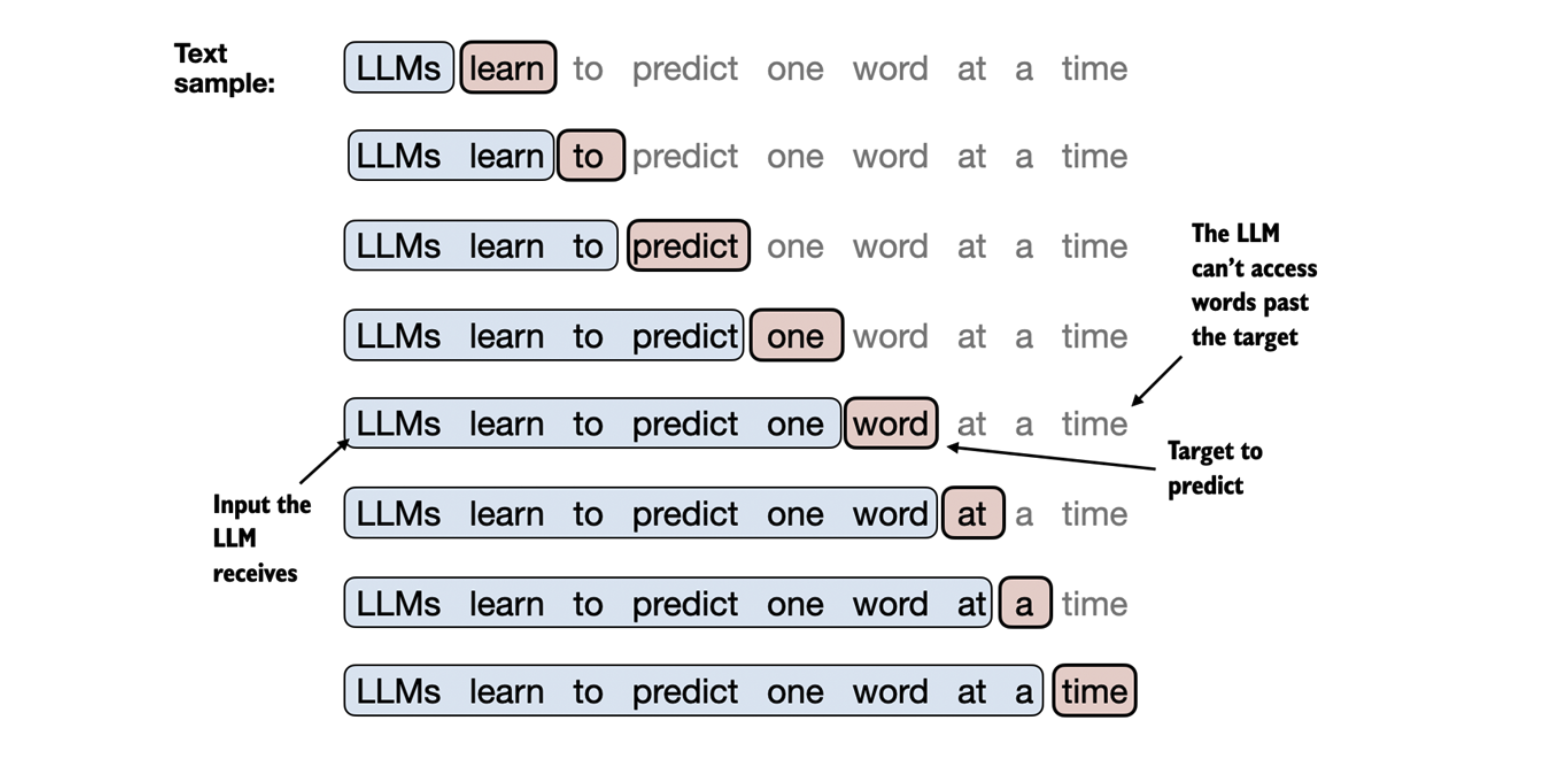 Text
sample:
LLMs learn to predict one word at a time
LLMs learn to predict one word at a time
LLMs learn to predict one word at a time
The LLM
can't access
words past
the target
LLMs learn to predict one word at a time
LLMs learn to predict one word at a time
Target to
predict
Input the
LLM
receives
LLMs learn to predict one word at a time
LLMs learn to predict one word at a time
LLMs learn to predict one word at a time